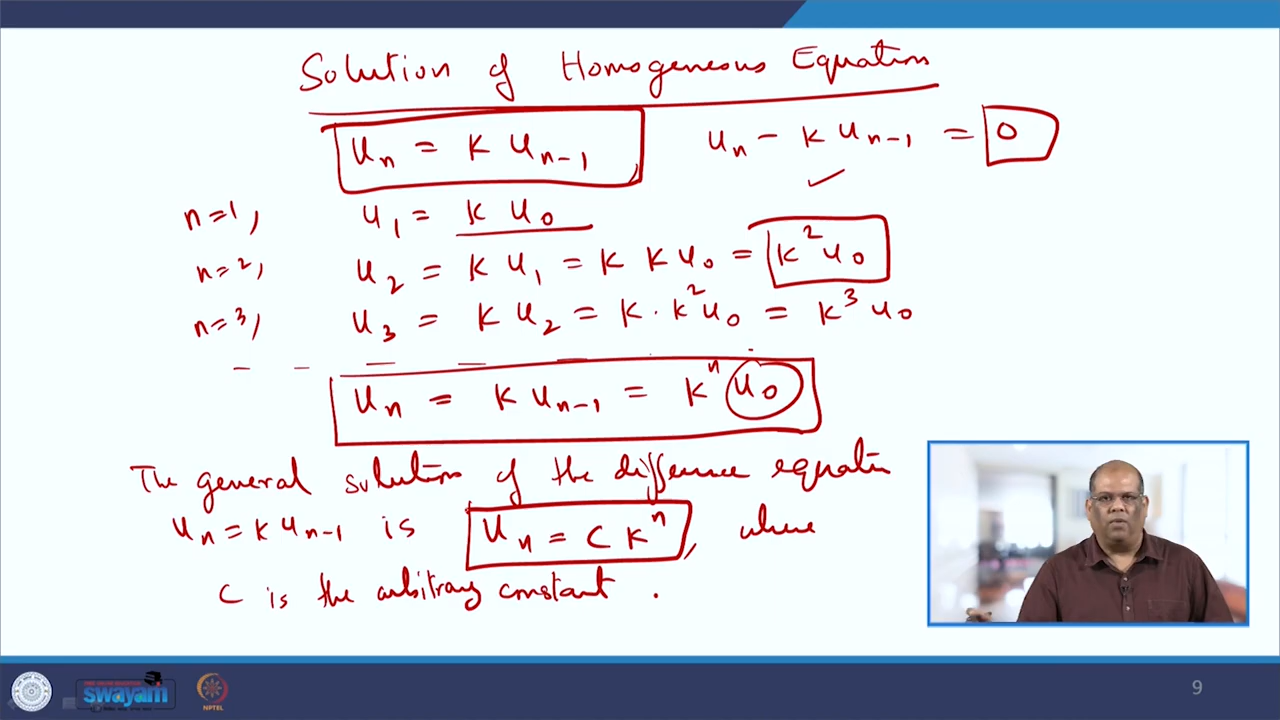 Solution of Homogeneous Equation
uₙ = K uₙ₋₁, uₙ - K uₙ₋₁ = 0
n=1, u₁ = K u₀
n=2, u₂ = K u₁ = K K u₀ = K² u₀
n=3, u₃ = K u₂ = K · K² u₀ = K³ u₀
uₙ = K uₙ₋₁ = Kⁿ u₀
The general solution of the difference equation
uₙ = K uₙ₋₁ is uₙ = C Kⁿ, where
C is the arbitrary constant.
swayam
NPTEL
9